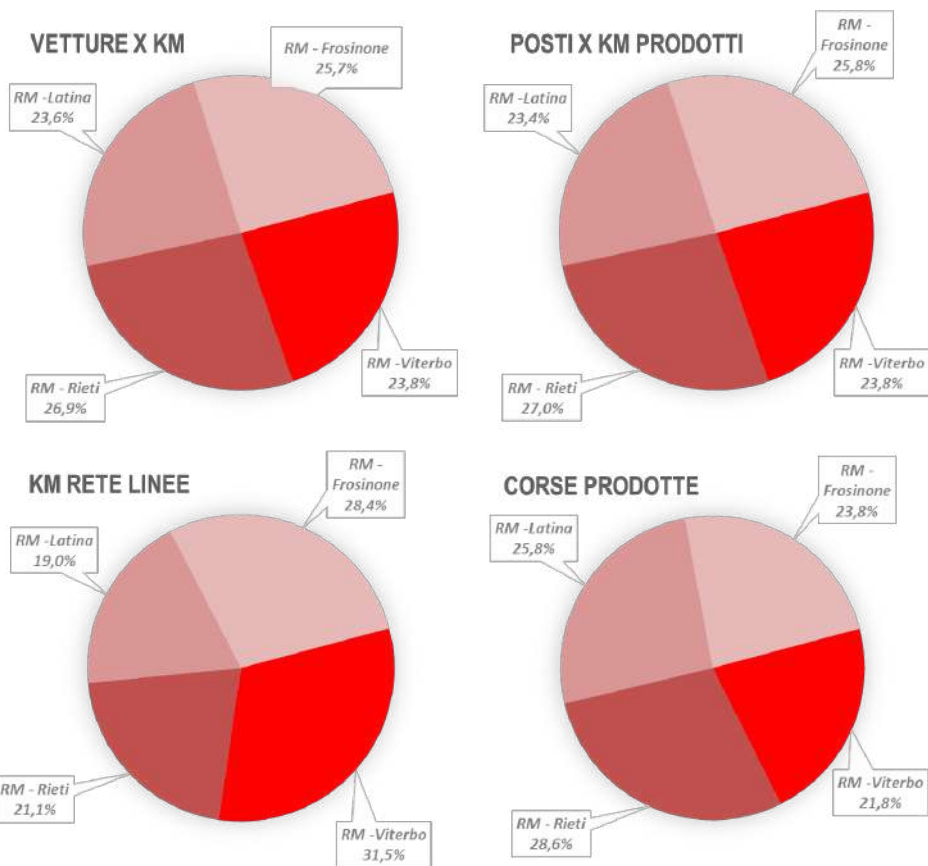 VETTURE X KM
RM - Frosinone
25,7%
RM -Latina
23,6%
RM - Rieti
26,9%
RM -Viterbo
23,8%
POSTI X KM PRODOTTI
RM -
Frosinone
25,8%
RM -Latina
23,4%
RM - Rieti
27,0%
RM -Viterbo
23,8%
KM RETE LINEE
RM -
Frosinone
28,4%
RM -Latina
19,0%
RM - Rieti
21,1%
RM -Viterbo
31,5%
CORSE PRODOTTE
RM -
Frosinone
23,8%
RM -Latina
25,8%
RM - Rieti
28,6%
RM -Viterbo
21,8%